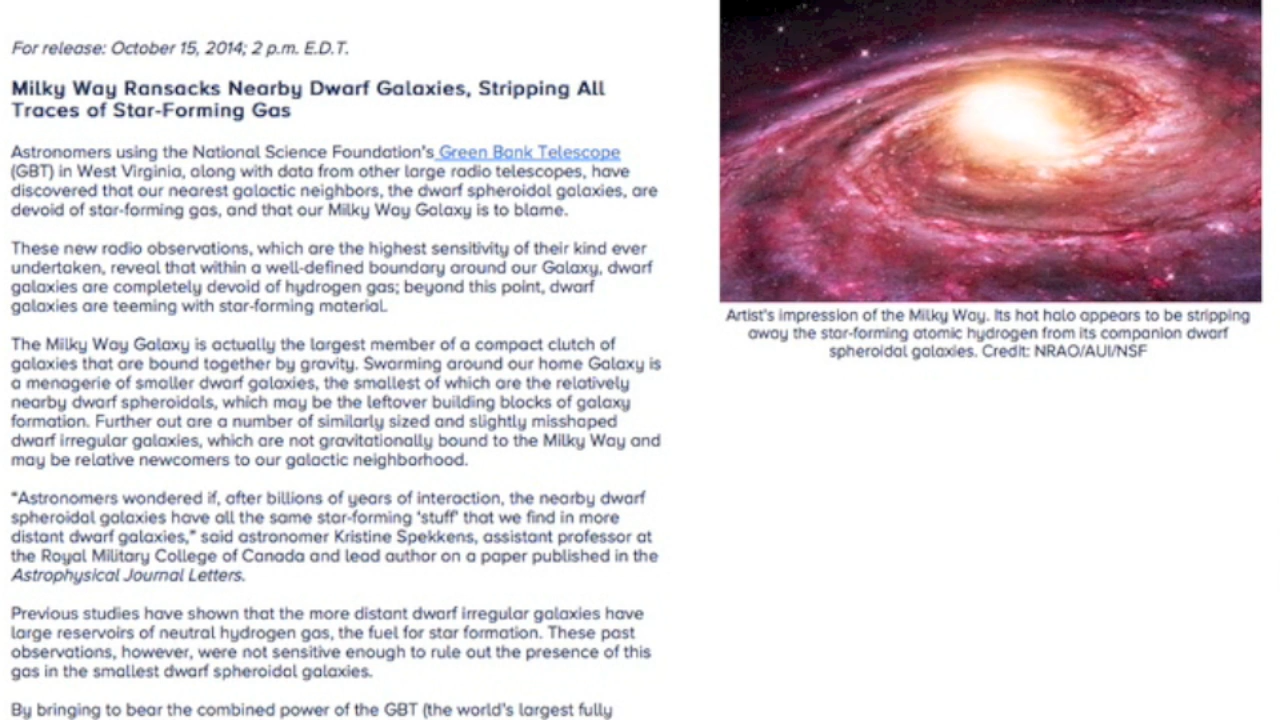 For release: October 15, 2014; 2 p.m. E.D.T.
Milky Way Ransacks Nearby Dwarf Galaxies, Stripping All
Traces of Star-Forming Gas
Astronomers using the National Science Foundation's Green Bank Telescope
(GBT) in West Virginia, along with data from other large radio telescopes, have
discovered that our nearest galactic neighbors, the dwarf spheroidal galaxies, are
devoid of star-forming gas, and that our Milky Way Galaxy is to blame.
These new radio observations, which are the highest sensitivity of their kind ever
undertaken, reveal that within a well-defined boundary around our Galaxy, dwarf
galaxies are completely devoid of hydrogen gas; beyond this point, dwarf
galaxies are teeming with star-forming material.
The Milky Way Galaxy is actually the largest member of a compact clutch of
galaxies that are bound together by gravity. Swarming around our home Galaxy is
a menagerie of smaller dwarf galaxies, the smallest of which are the relatively
nearby dwarf spheroidals, which may be the leftover building blocks of galaxy
formation. Further out are a number of similarly sized and slightly misshaped
dwarf irregular galaxies, which are not gravitationally bound to the Milky Way and
may be relative newcomers to our galactic neighborhood.
"Astronomers wondered if, after billions of years of interaction, the nearby dwarf
spheroidal galaxies have all the same star-forming 'stuff' that we find in more
distant dwarf galaxies," said astronomer Kristine Spekkens, assistant professor at
the Royal Military College of Canada and lead author on a paper published in the
Astrophysical Journal Letters.
Previous studies have shown that the more distant dwarf irregular galaxies have
large reservoirs of neutral hydrogen gas, the fuel for star formation. These past
observations, however, were not sensitive enough to rule out the presence of this
gas in the smallest dwarf spheroidal galaxies.
By bringing to bear the combined power of the GBT (the world's largest fully
Artist's impression of the Milky Way. Its hot halo appears to be stripping
away the star-forming atomic hydrogen from its companion dwarf
spheroidal galaxies. Credit: NRAO/AUI/NSF